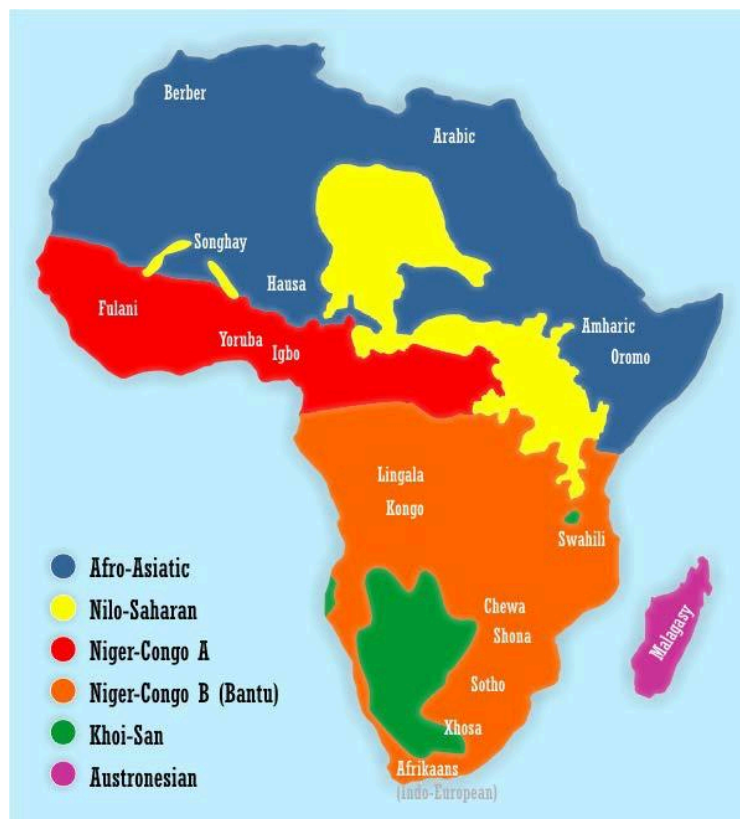 Berber
Arabic
Songhay
Hausa
Fulani
Yoruba
Igbo
Amharic
Oromo
Lingala
Kongo
Swahili
Chewa
Shona
Malagasy
Sotho
Xhosa
Afrikaans
(indo-European)
Afro-Asiatic
Nilo-Saharan
Niger-Congo A
Niger-Congo B (Bantu)
Khoi-San
Austronesian